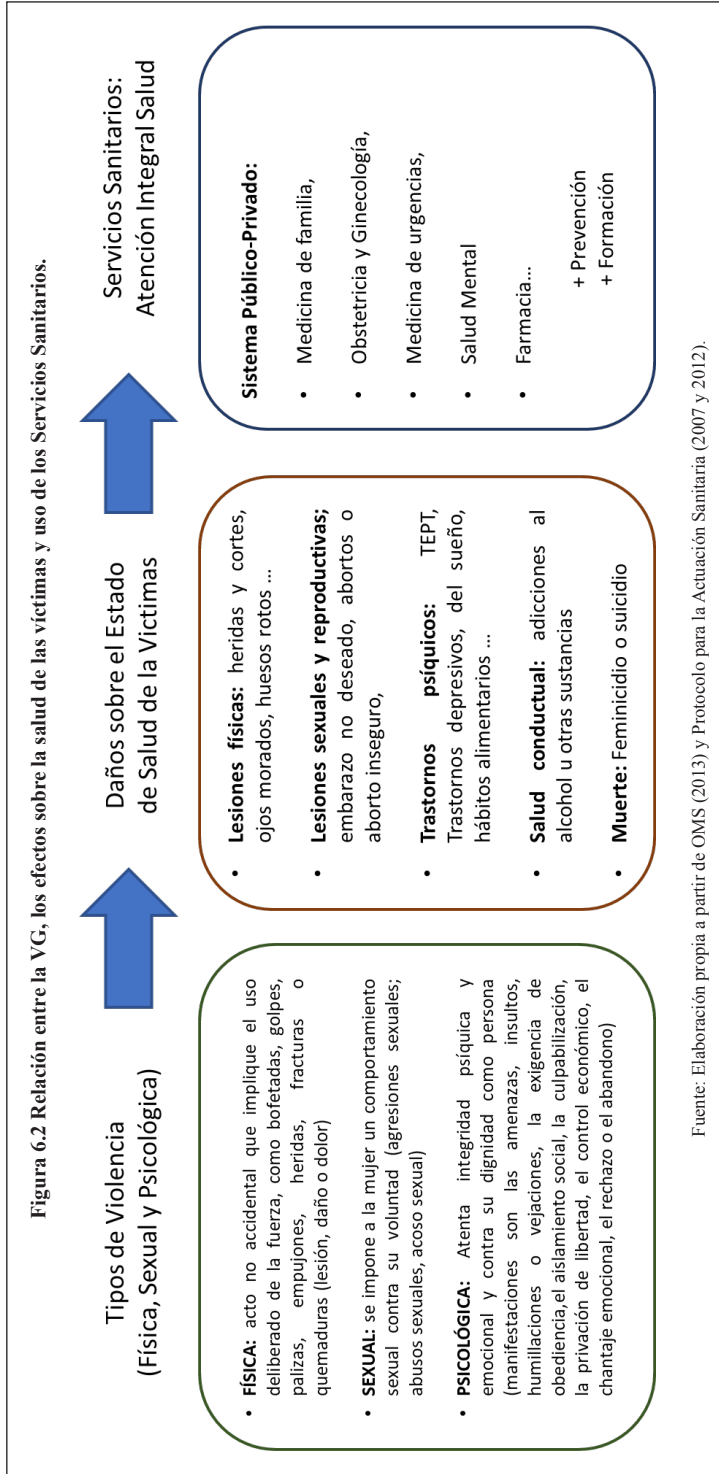 Figura 6.2 Relación entre la VG, los efectos sobre la salud de las víctimas y uso de los Servicios Sanitarios.
Tipos de Violencia
(Física, Sexual y Psicológica)
• FÍSICA: acto no accidental que implique el uso
deliberado de la fuerza, como bofetadas, golpes,
palizas, empujones, heridas, fracturas o
quemaduras (lesión, daño o dolor)
• SEXUAL: se impone a la mujer un comportamiento
sexual contra su voluntad (agresiones sexuales;
abusos sexuales, acoso sexual)
• PSICOLÓGICA: Atenta integridad psíquica y
emocional y contra su dignidad como persona
(manifestaciones son las amenazas, insultos,
humillaciones o vejaciones, la exigencia de
obediencia,el aislamiento social, la culpabilización,
la privación de libertad, el control económico, el
chantaje emocional, el rechazo o el abandono)
Daños sobre el Estado
de Salud de la Victimas
• Lesiones físicas: heridas y cortes,
ojos morados, huesos rotos ...
• Lesiones sexuales y reproductivas;
embarazo no deseado, abortos o
aborto inseguro,
• Trastornos psíquicos: TEPT,
Trastornos depresivos, del sueño,
hábitos alimentarios ...
• Salud conductual: adicciones al
alcohol u otras sustancias
• Muerte: Feminicidio o suicidio
Servicios Sanitarios:
Atención Integral Salud
Sistema Público-Privado:
• Medicina de familia,
• Obstetricia y Ginecología,
• Medicina de urgencias,
• Salud Mental
• Farmacia...
+ Prevención
+ Formación
Fuente: Elaboración propia a partir de OMS (2013) y Protocolo para la Actuación Sanitaria (2007 y 2012).